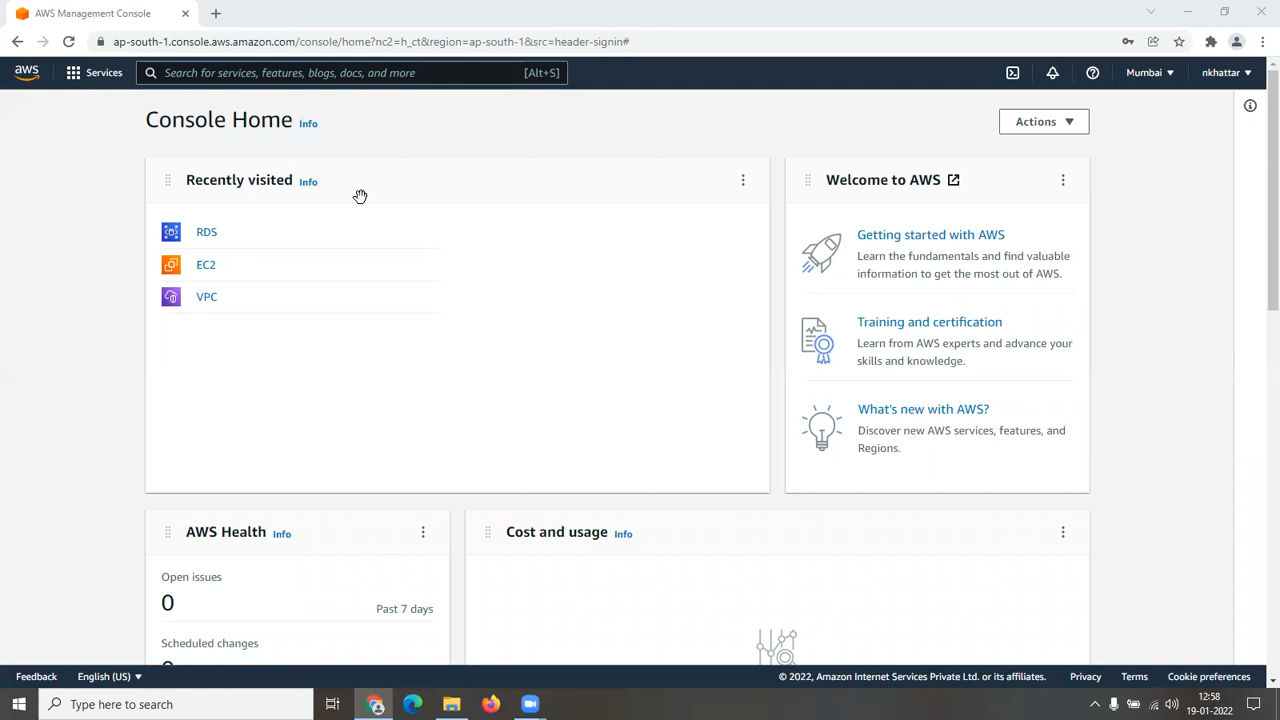 AWS Management Console
ap-south-1.console.aws.amazon.com/console/home?nc2=h_ct&region=ap-south-1&src=header-signin#
aws
Services
Search for services, features, blogs, docs, and more
[Alt+S]
Mumbai
nkhattar
Console Home Info
Actions
Recently visited Info
RDS
EC2
VPC
Welcome to AWS
Getting started with AWS
Learn the fundamentals and find valuable
information to get the most out of AWS.
Training and certification
Learn from AWS experts and advance your
skills and knowledge.
What's new with AWS?
Discover new AWS services, features, and
Regions.
AWS Health Info
Open issues
0
Past 7 days
Scheduled changes
Cost and usage Info
Feedback
English (US)
© 2022, Amazon Internet Services Private Ltd. or its affiliates.
Privacy
Terms
Cookie preferences
Type here to search
12:58
19-01-2022